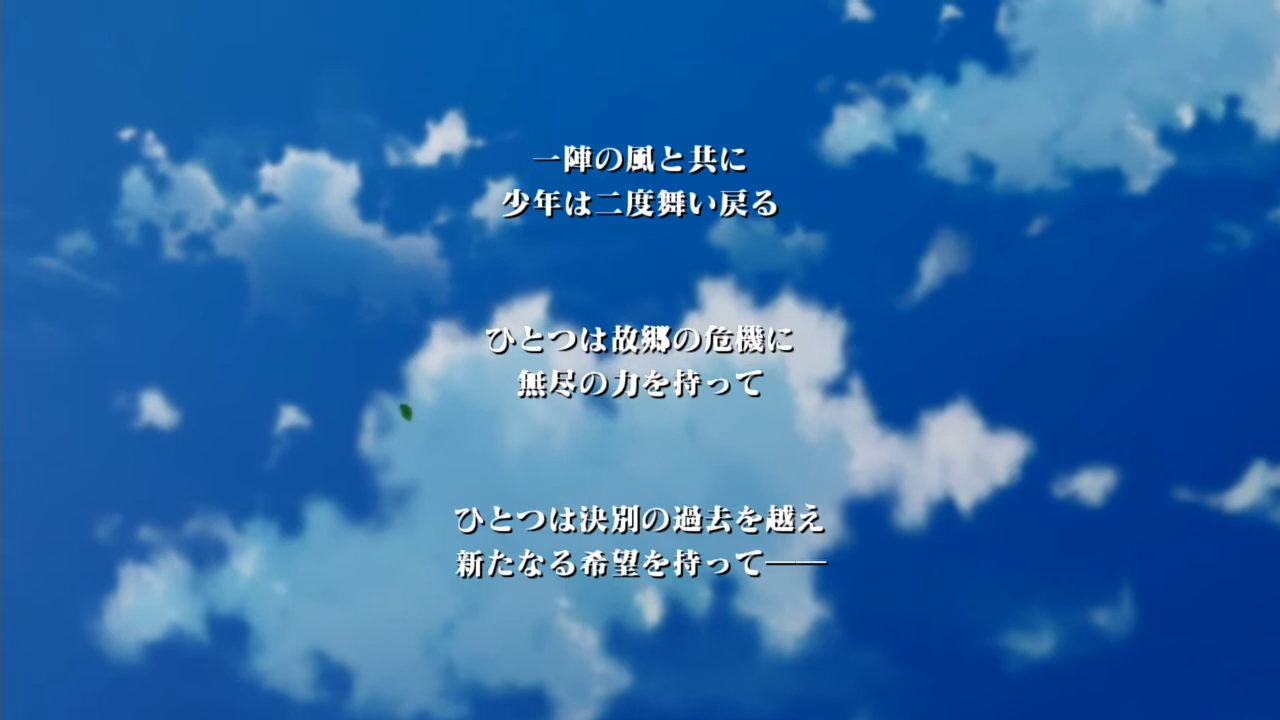 一陣の風と共に
少年は二度舞い戻る
ひとつは故郷の危機に
無尽の力を持って
ひとつは決別の過去を越え
新たなる希望を持って――